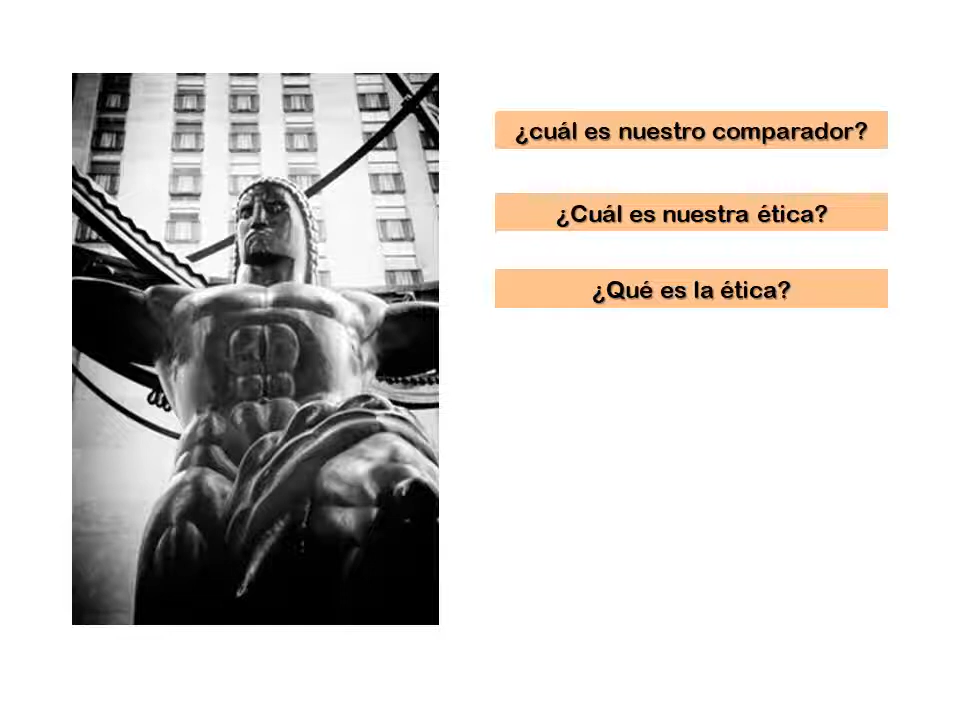 ¿cuál es nuestro comparador?
¿Cuál es nuestra ética?
¿Qué es la ética?